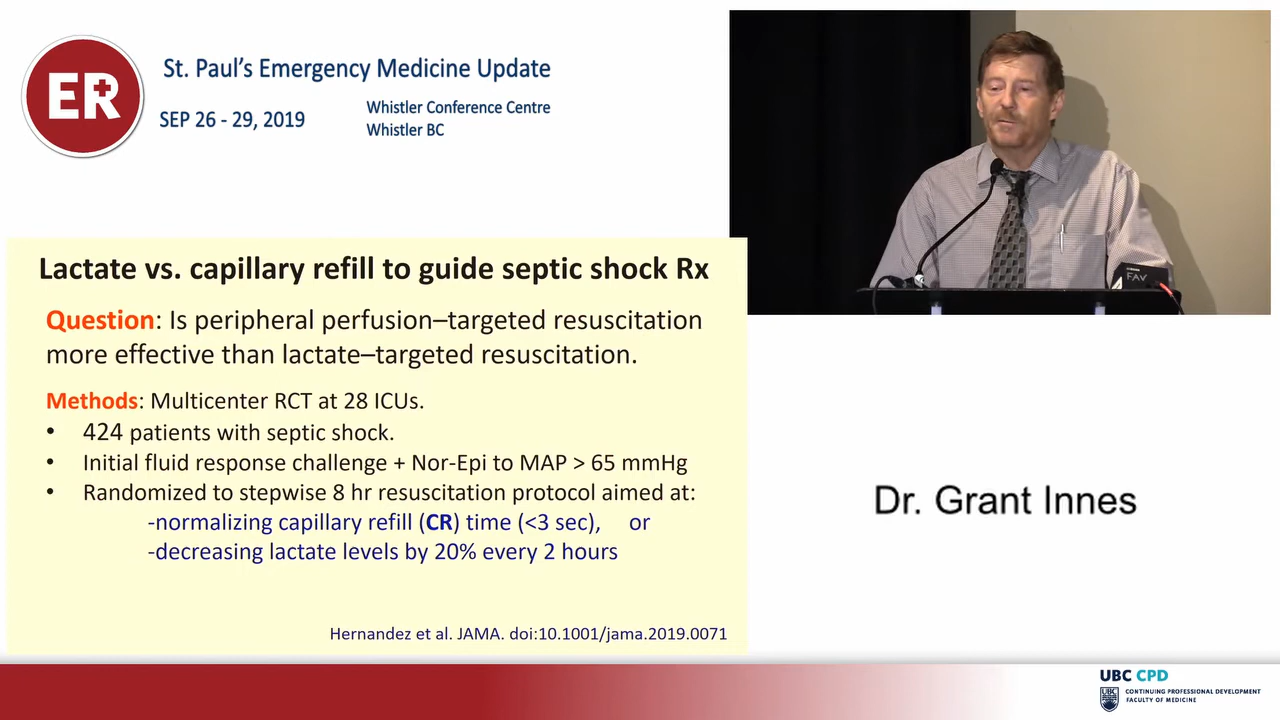 ER
St. Paul's Emergency Medicine Update
SEP 26 - 29, 2019
Whistler Conference Centre
Whistler BC
Lactate vs. capillary refill to guide septic shock Rx
Question: Is peripheral perfusion–targeted resuscitation
more effective than lactate–targeted resuscitation.
Methods: Multicenter RCT at 28 ICUs.
• 424 patients with septic shock.
• Initial fluid response challenge + Nor-Epi to MAP > 65 mmHg
• Randomized to stepwise 8 hr resuscitation protocol aimed at:
-normalizing capillary refill (CR) time (<3 sec), or
-decreasing lactate levels by 20% every 2 hours
Hernandez et al. JAMA. doi:10.1001/jama.2019.0071
Dr. Grant Innes
UBC CPD
CONTINUING PROFESSIONAL DEVELOPMENT
FACULTY OF MEDICINE